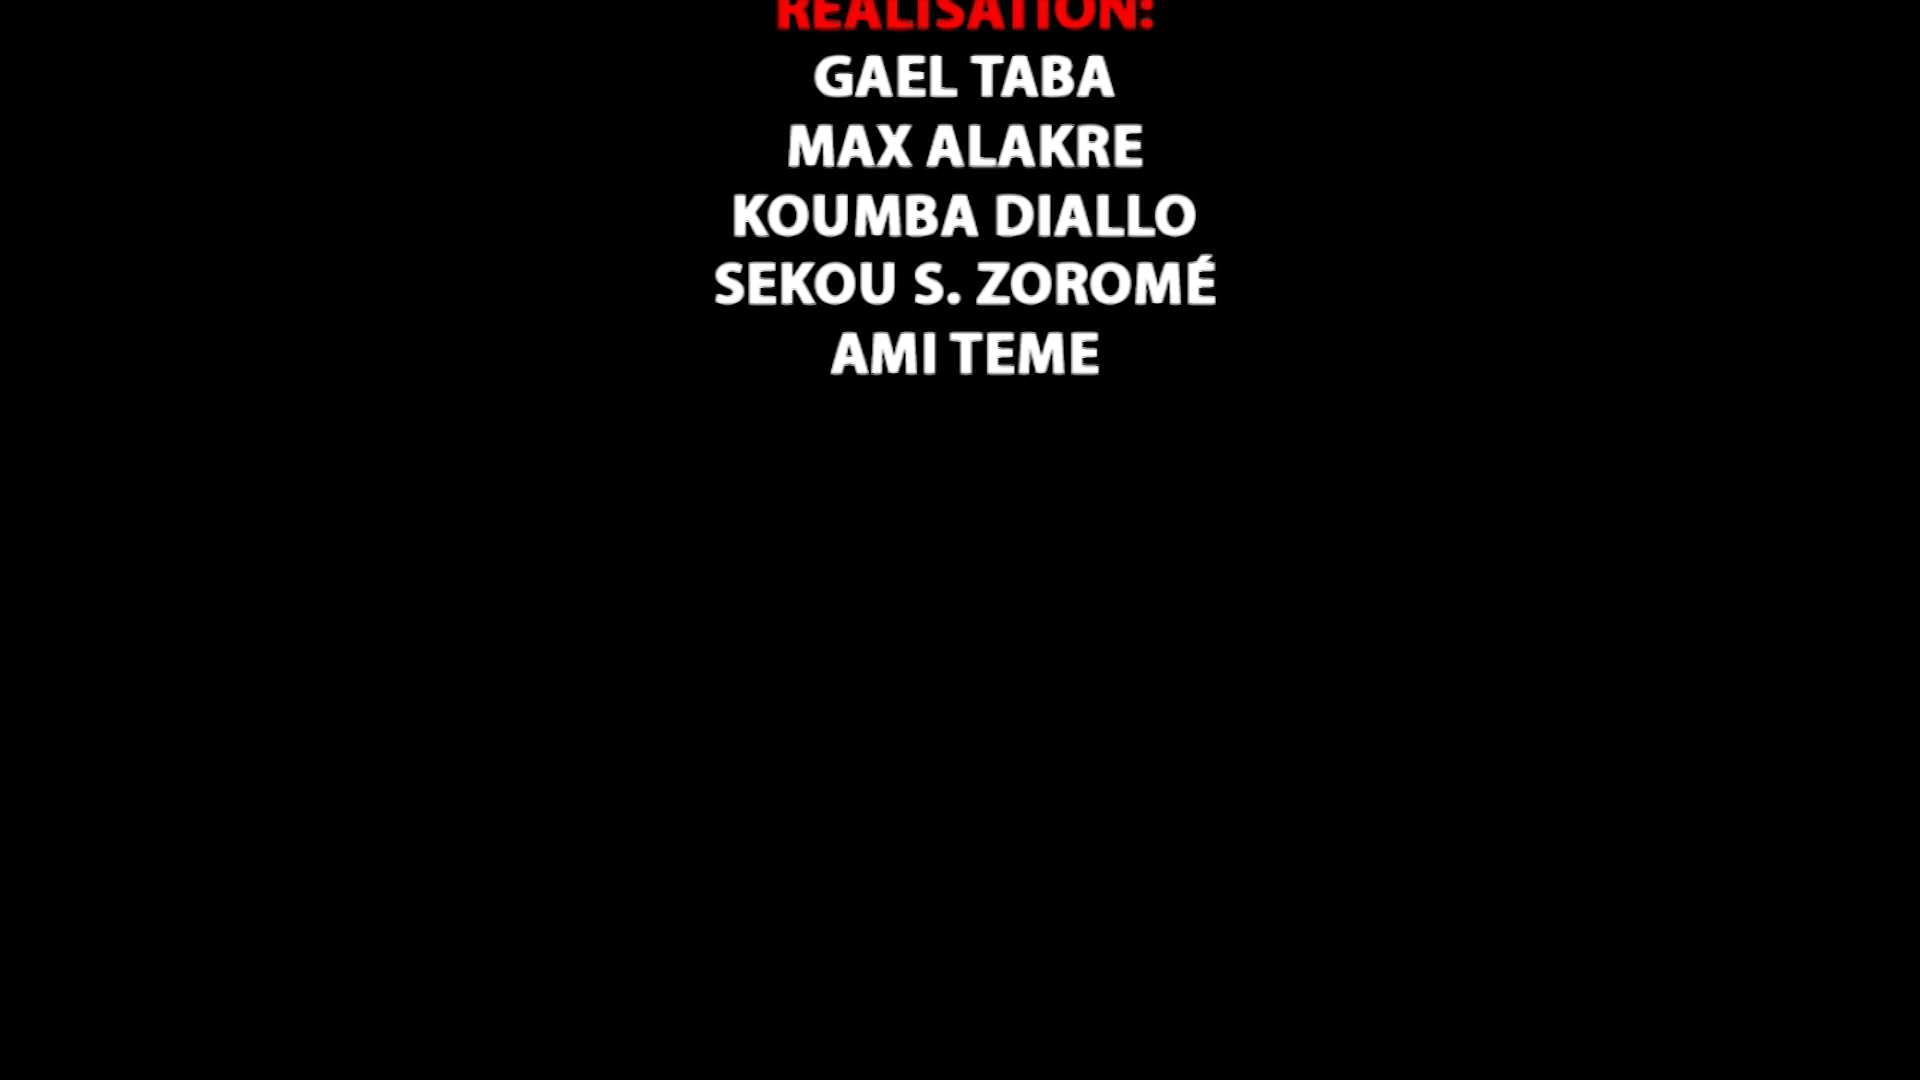 REALISATION:
GAEL TABA
MAX ALAKRE
KOUMBA DIALLO
SEKOU S. ZOROMÉ
AMI TEME